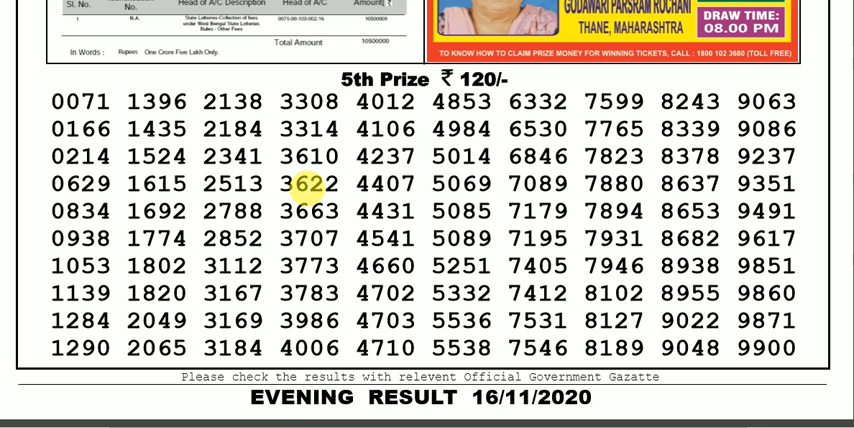 Sl. No. No. Head of A/C Description Head of A/C Amount(₹
1 N.A. State Lotteries-Collection of fees under West Bengal State Lotteries Rules - Other Fees 0075-00-103-002-16 10500000
Total Amount 10500000
In Words : Rupees One Crore Five Lakh Only.
GODAWARI PARSRAM RUCHANI
THANE, MAHARASHTRA
DRAW TIME:
08.00 PM
TO KNOW HOW TO CLAIM PRIZE MONEY FOR WINNING TICKETS, CALL : 1800 102 3680 (TOLL FREE)
5th Prize ₹ 120/-
0071 1396 2138 3308 4012 4853 6332 7599 8243 9063
0166 1435 2184 3314 4106 4984 6530 7765 8339 9086
0214 1524 2341 3610 4237 5014 6846 7823 8378 9237
0629 1615 2513 3622 4407 5069 7089 7880 8637 9351
0834 1692 2788 3663 4431 5085 7179 7894 8653 9491
0938 1774 2852 3707 4541 5089 7195 7931 8682 9617
1053 1802 3112 3773 4660 5251 7405 7946 8938 9851
1139 1820 3167 3783 4702 5332 7412 8102 8955 9860
1284 2049 3169 3986 4703 5536 7531 8127 9022 9871
1290 2065 3184 4006 4710 5538 7546 8189 9048 9900
Please check the results with relevent Official Government Gazatte
EVENING RESULT 16/11/2020